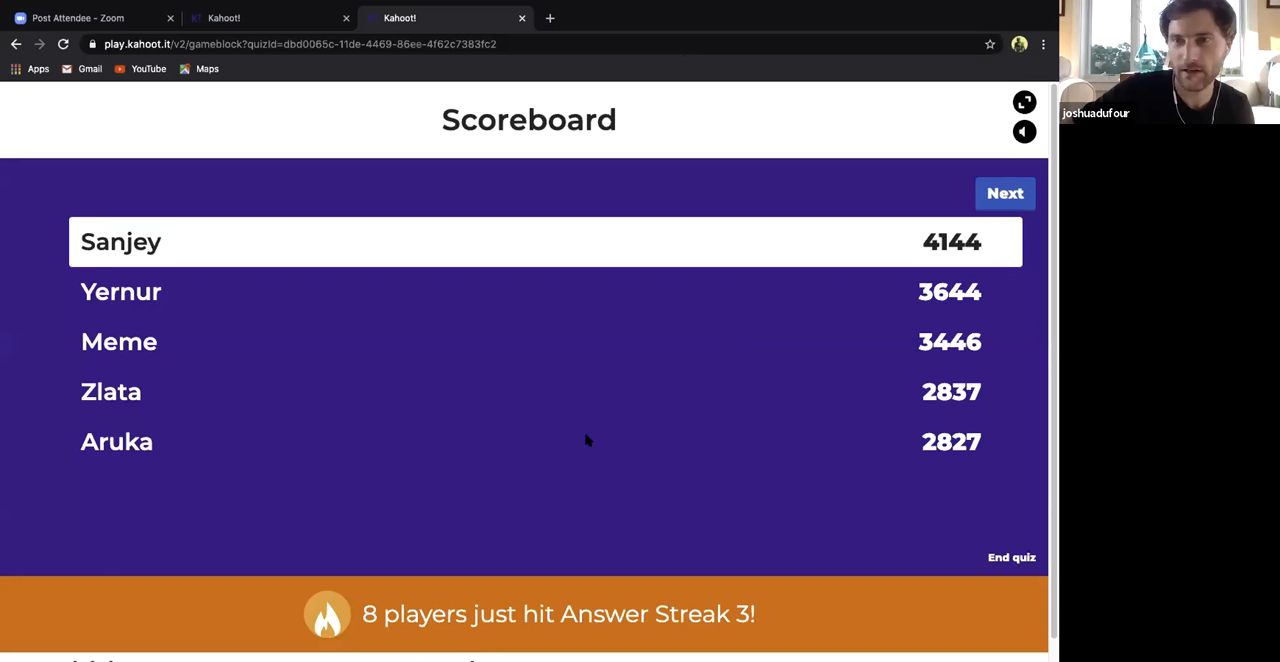 Post Attendee - Zoom
Kahoot!
Kahoot!
play.kahoot.it/v2/gameblock?quizId=dbd0065c-11de-4469-86ee-4f62c7383fc2
Apps Gmail YouTube Maps
joshuadufour
Scoreboard
Next
Sanjey 4144
Yernur 3644
Meme 3446
Zlata 2837
Aruka 2827
End quiz
8 players just hit Answer Streak 3!